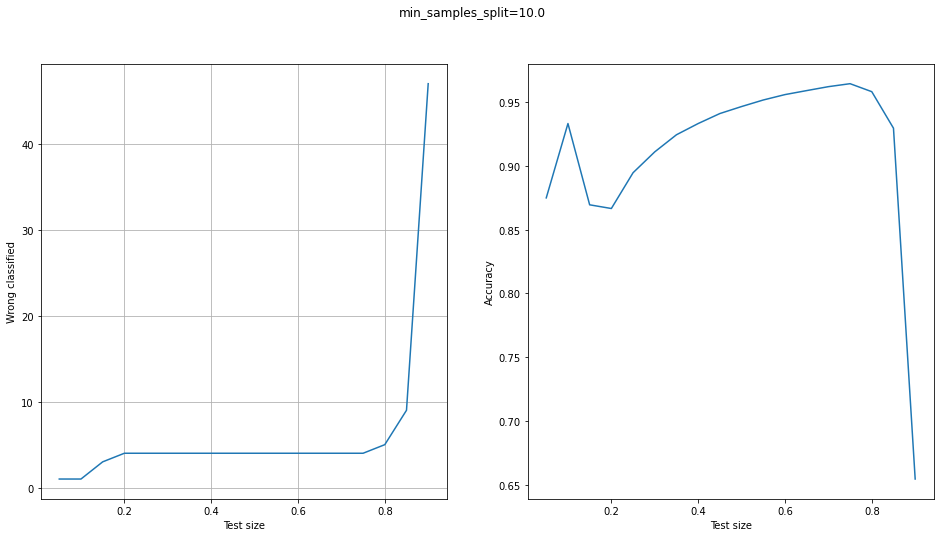 min_samples_split=10.0
40
30
20
10
0
Wrong classified
0.2 0.4 0.6 0.8
Test size
0.95
0.90
0.85
0.80
0.75
0.70
0.65
Accuracy
0.2 0.4 0.6 0.8
Test size